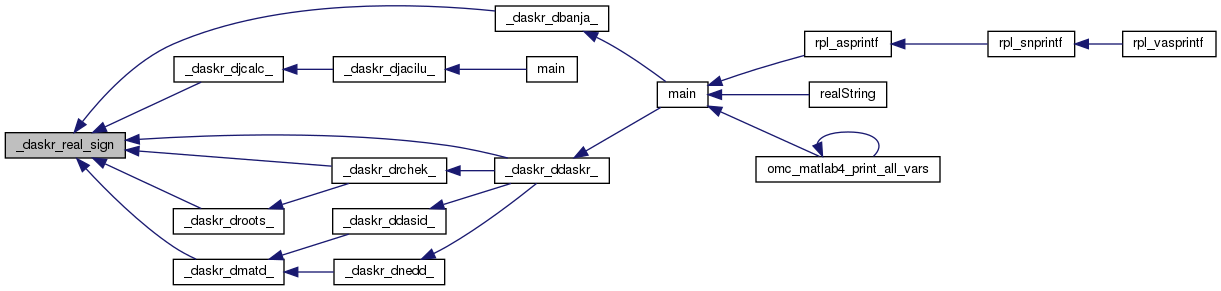 _daskr_dbanja_
rpl_asprintf
rpl_snprintf
rpl_vasprintf
_daskr_djcalc_
_daskr_djacilu_
main
main
realString
_daskr_real_sign
_daskr_drchek_
_daskr_ddaskr_
omc_matlab4_print_all_vars
_daskr_droots_
_daskr_ddasid_
_daskr_dmatd_
_daskr_dnedd_